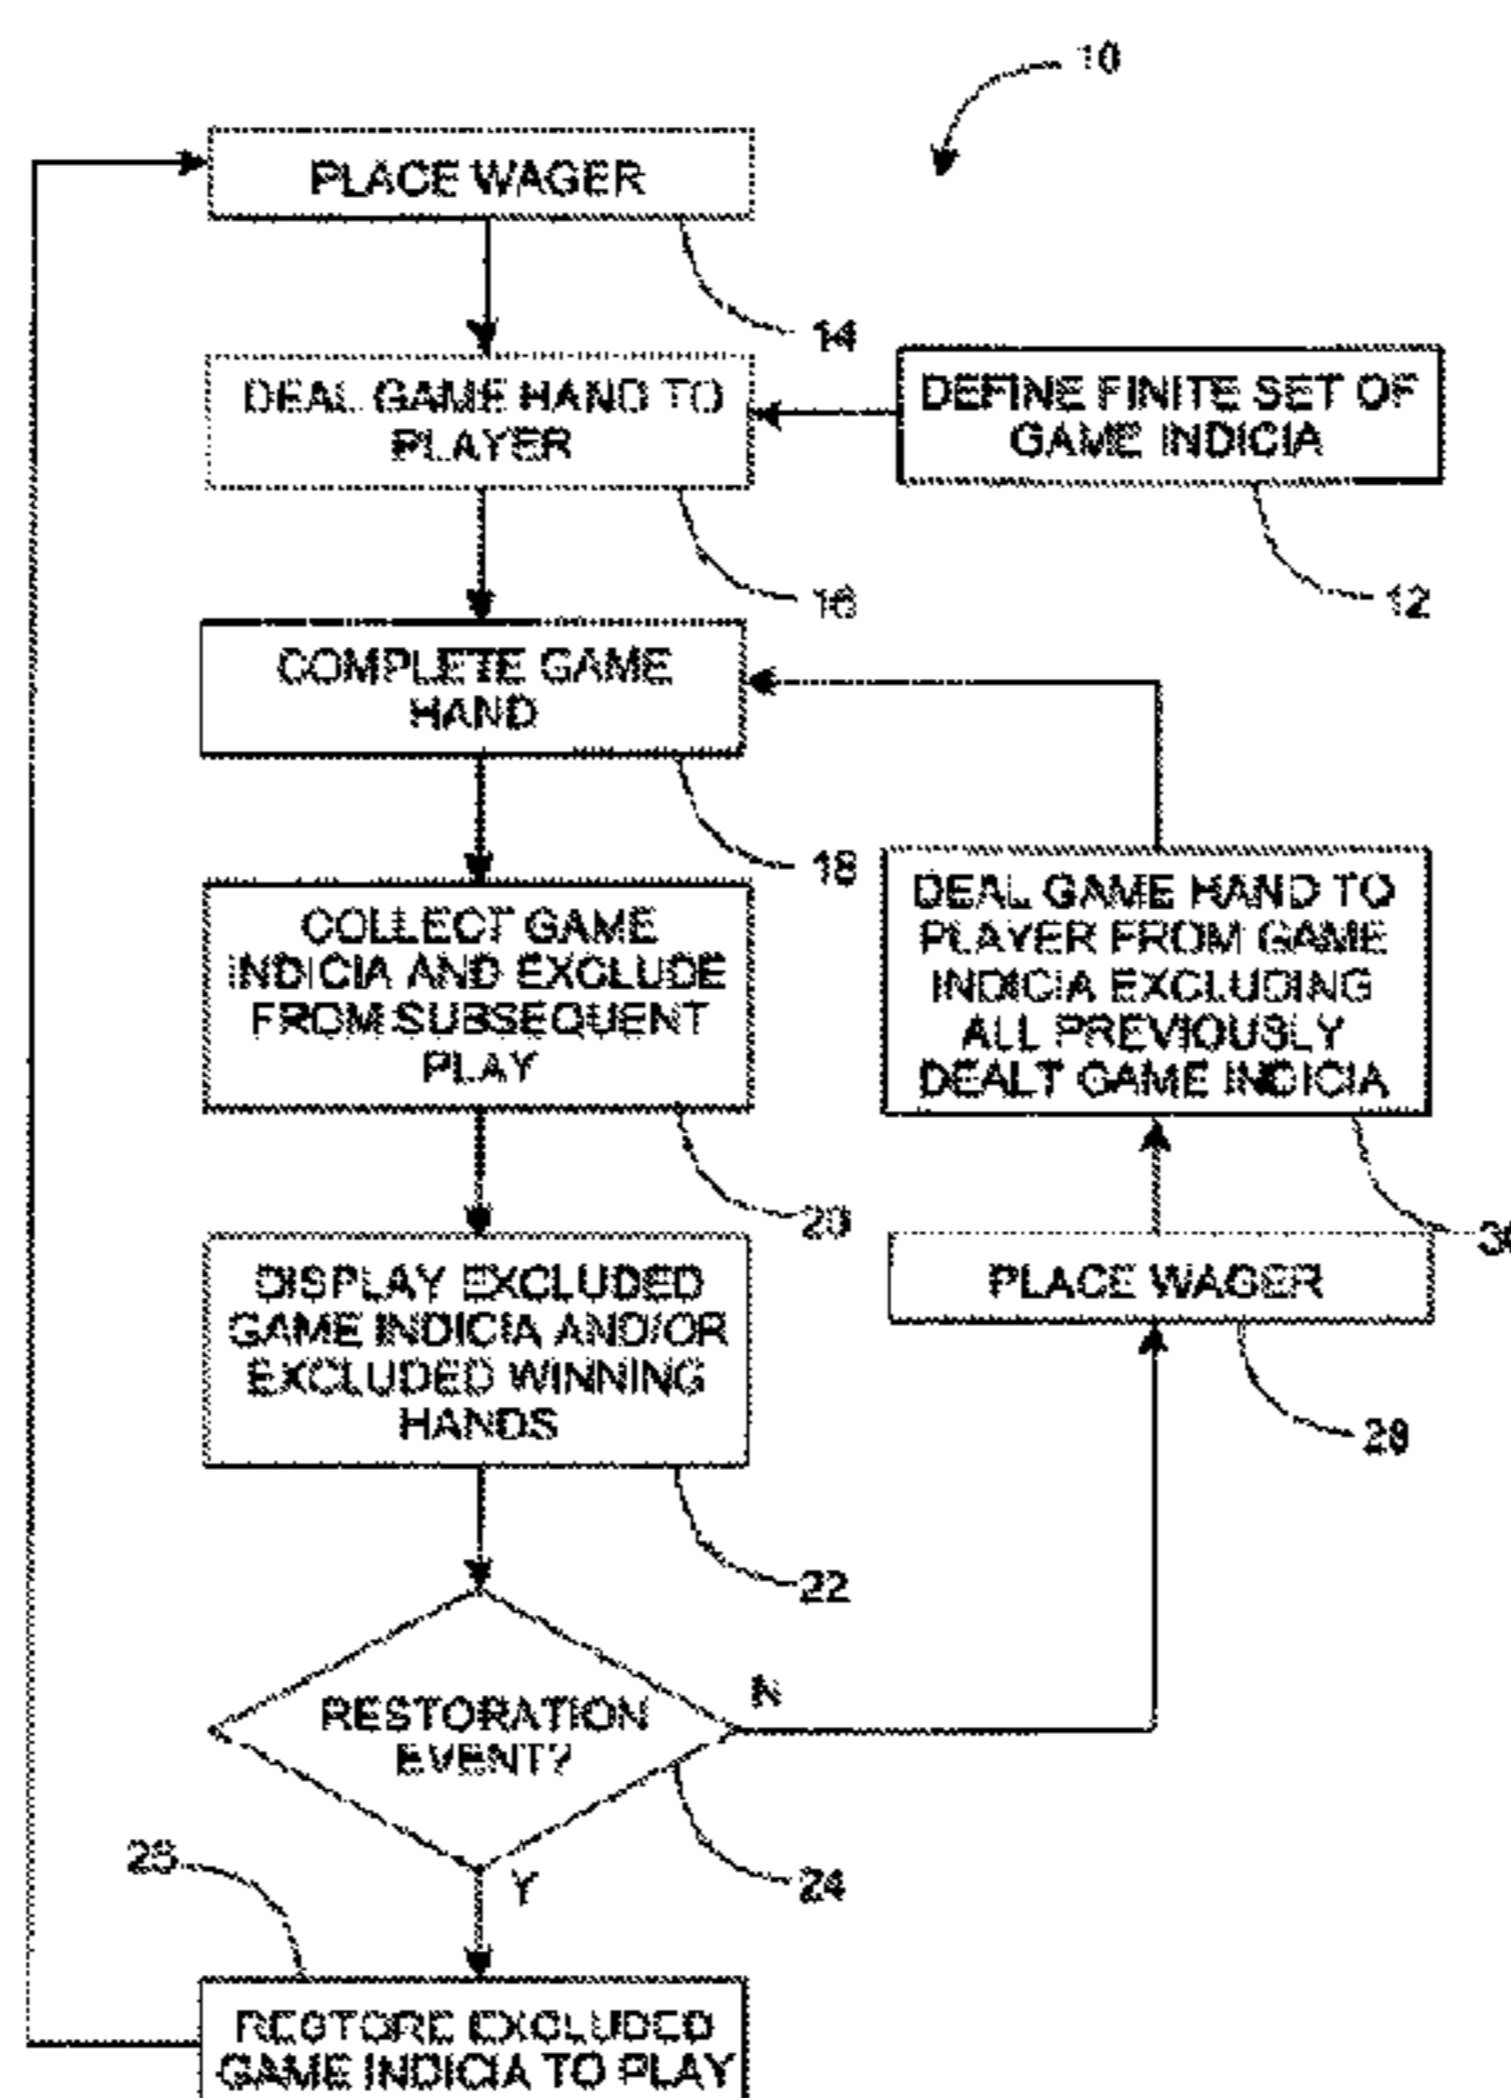 10
PLACE WAGER
14
DEAL GAME HAND TO
PLAYER
16
DEFINE FINITE SET OF
GAME INDICIA
12
COMPLETE GAME
HAND
18
COLLECT GAME
INDICIA AND EXCLUDE
FROM SUBSEQUENT
PLAY
20
DEAL GAME HAND TO
PLAYER FROM GAME
INDICIA EXCLUDING
ALL PREVIOUSLY
DEALT GAME INDICIA
PLACE WAGER
28
DISPLAY EXCLUDED
GAME INDICIA AND/OR
EXCLUDED WINNING
HANDS
22
RESTORATION
EVENT?
N
24
Y
RESTORE EXCLUDED
GAME INDICIA TO PLAY